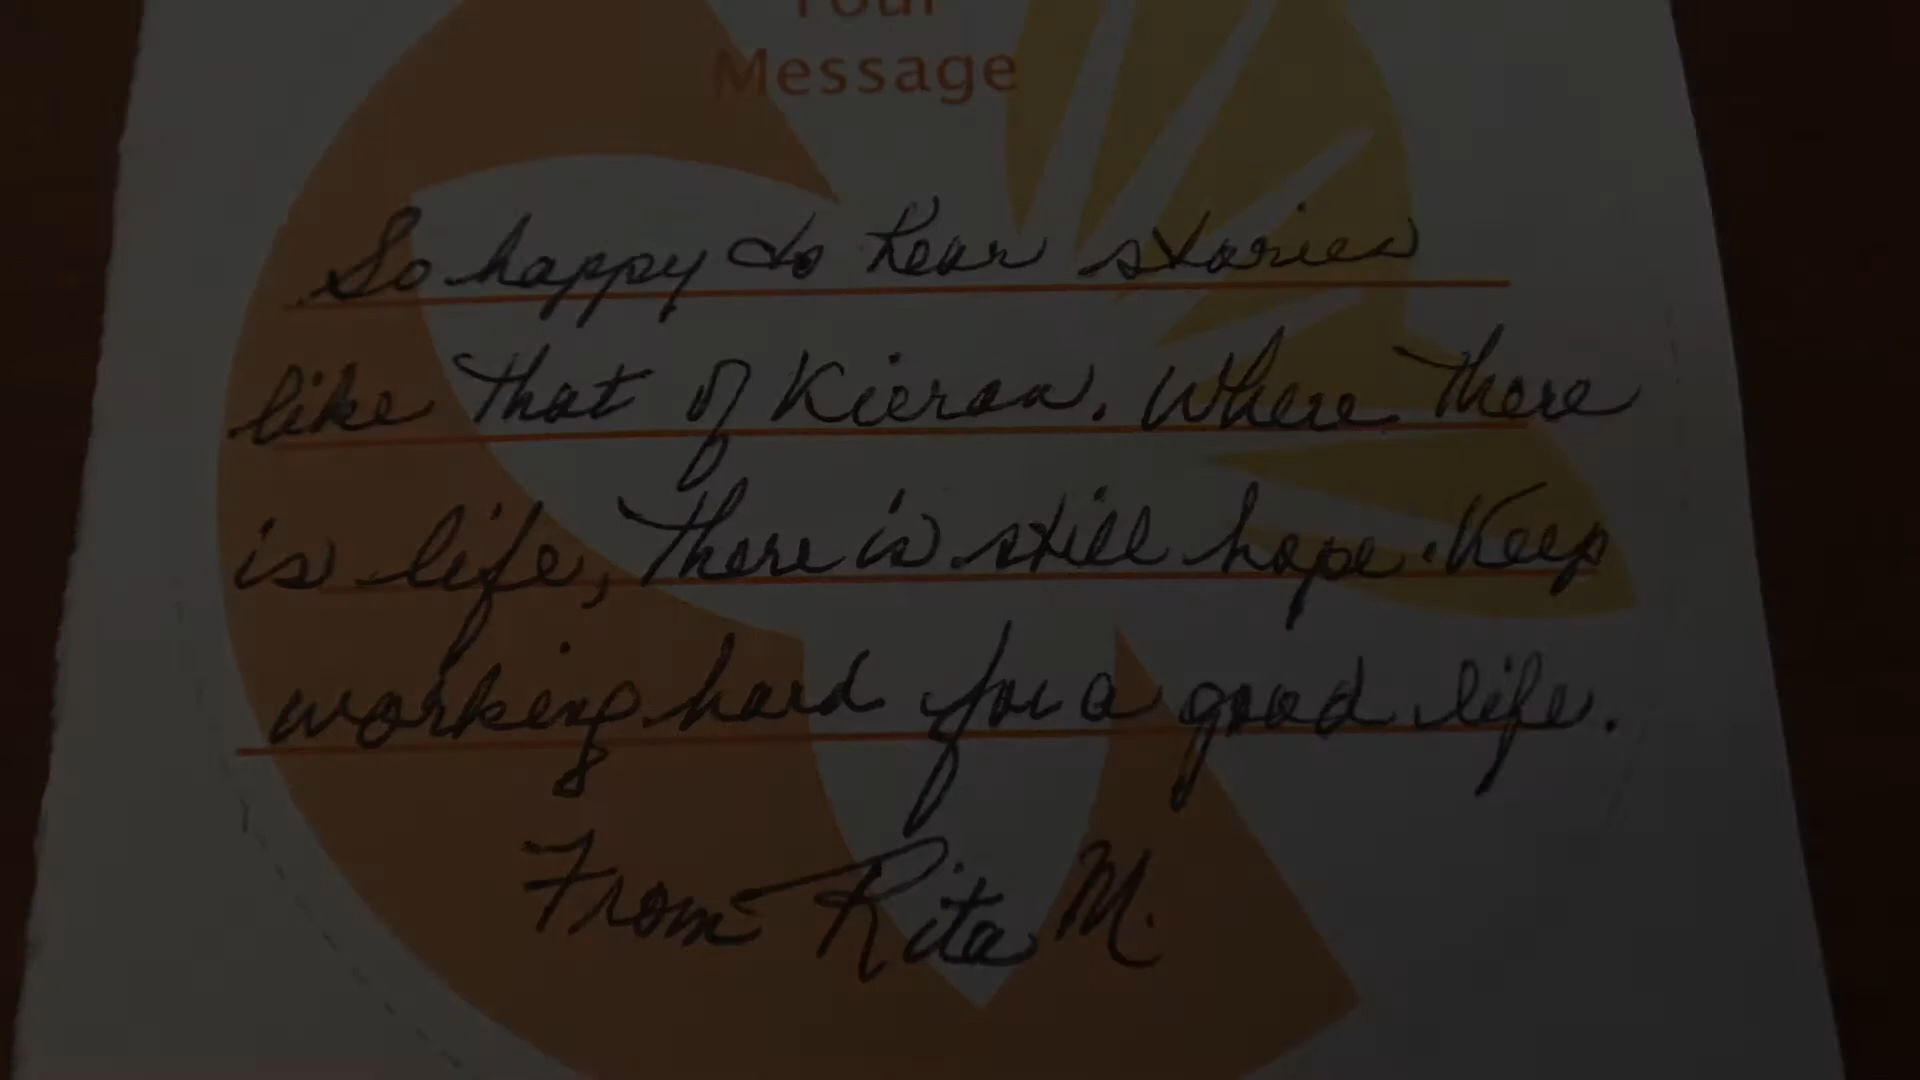 Your
Message
So happy to hear stories
like that of Kieran. Where there
is life, there is still hope. Keep
working hard for a good life.
From Rita M.